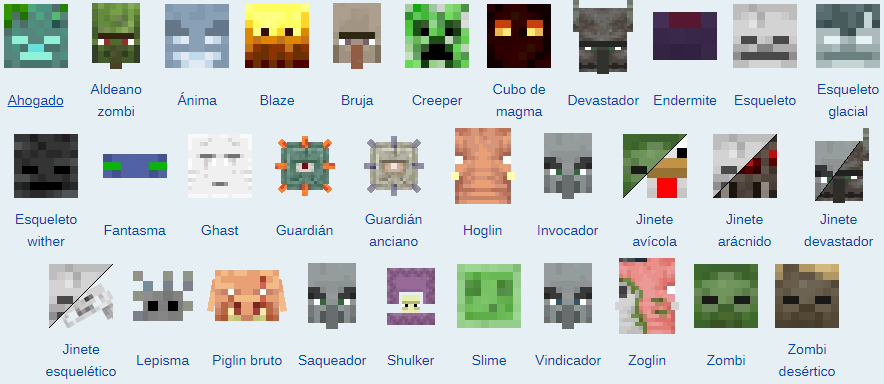 Ahogado
Aldeano zombi
Ánima
Blaze
Bruja
Creeper
Cubo de magma
Devastador
Endermite
Esqueleto
Esqueleto glacial
Esqueleto wither
Fantasma
Ghast
Guardián
Guardián anciano
Hoglin
Invocador
Jinete avícola
Jinete arácnido
Jinete devastador
Jinete esquelético
Lepisma
Piglin bruto
Saqueador
Shulker
Slime
Vindicador
Zoglin
Zombi
Zombi desértico